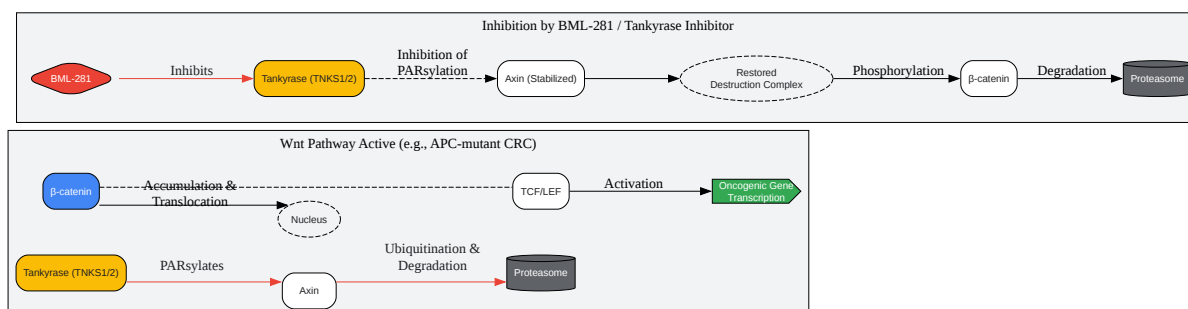 Inhibition by BML-281 / Tankyrase Inhibitor
BML-281
Inhibits
Tankyrase (TNKS1/2)
Inhibition of
PARsylation
Axin (Stabilized)
Restored
Destruction Complex
Phosphorylation
β-catenin
Degradation
Proteasome
Wnt Pathway Active (e.g., APC-mutant CRC)
β-catenin
Accumulation &
Translocation
Nucleus
TCF/LEF
Activation
Oncogenic Gene
Transcription
Tankyrase (TNKS1/2)
PARsylates
Axin
Ubiquitination &
Degradation
Proteasome